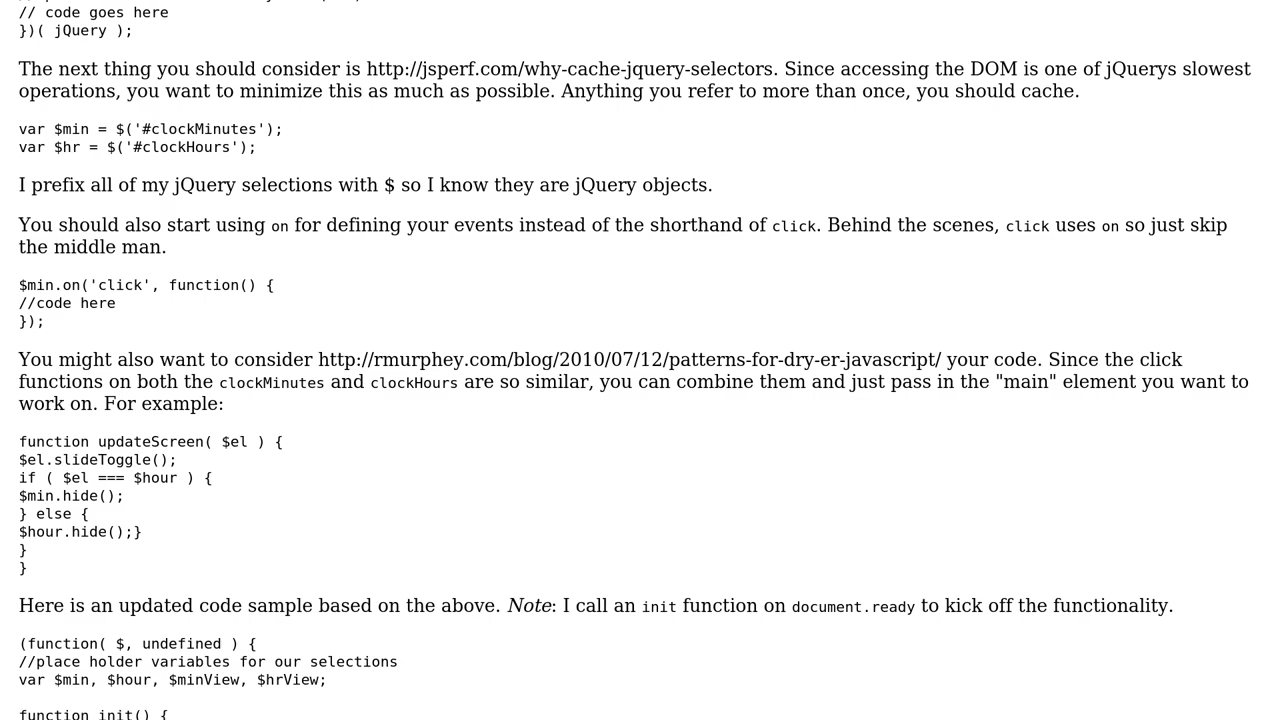 // code goes here
})( jQuery );
The next thing you should consider is http://jsperf.com/why-cache-jquery-selectors. Since accessing the DOM is one of jQuerys slowest
operations, you want to minimize this as much as possible. Anything you refer to more than once, you should cache.
var $min = $('#clockMinutes');
var $hr = $('#clockHours');
I prefix all of my jQuery selections with $ so I know they are jQuery objects.
You should also start using on for defining your events instead of the shorthand of click. Behind the scenes, click uses on so just skip
the middle man.
$min.on('click', function() {
//code here
});
You might also want to consider http://rmurphey.com/blog/2010/07/12/patterns-for-dry-er-javascript/ your code. Since the click
functions on both the clockMinutes and clockHours are so similar, you can combine them and just pass in the "main" element you want to
work on. For example:
function updateScreen( $el ) {
$el.slideToggle();
if ( $el === $hour ) {
$min.hide();
} else {
$hour.hide();}
}
}
Here is an updated code sample based on the above. Note: I call an init function on document.ready to kick off the functionality.
(function( $, undefined ) {
//place holder variables for our selections
var $min, $hour, $minView, $hrView;
function init() {